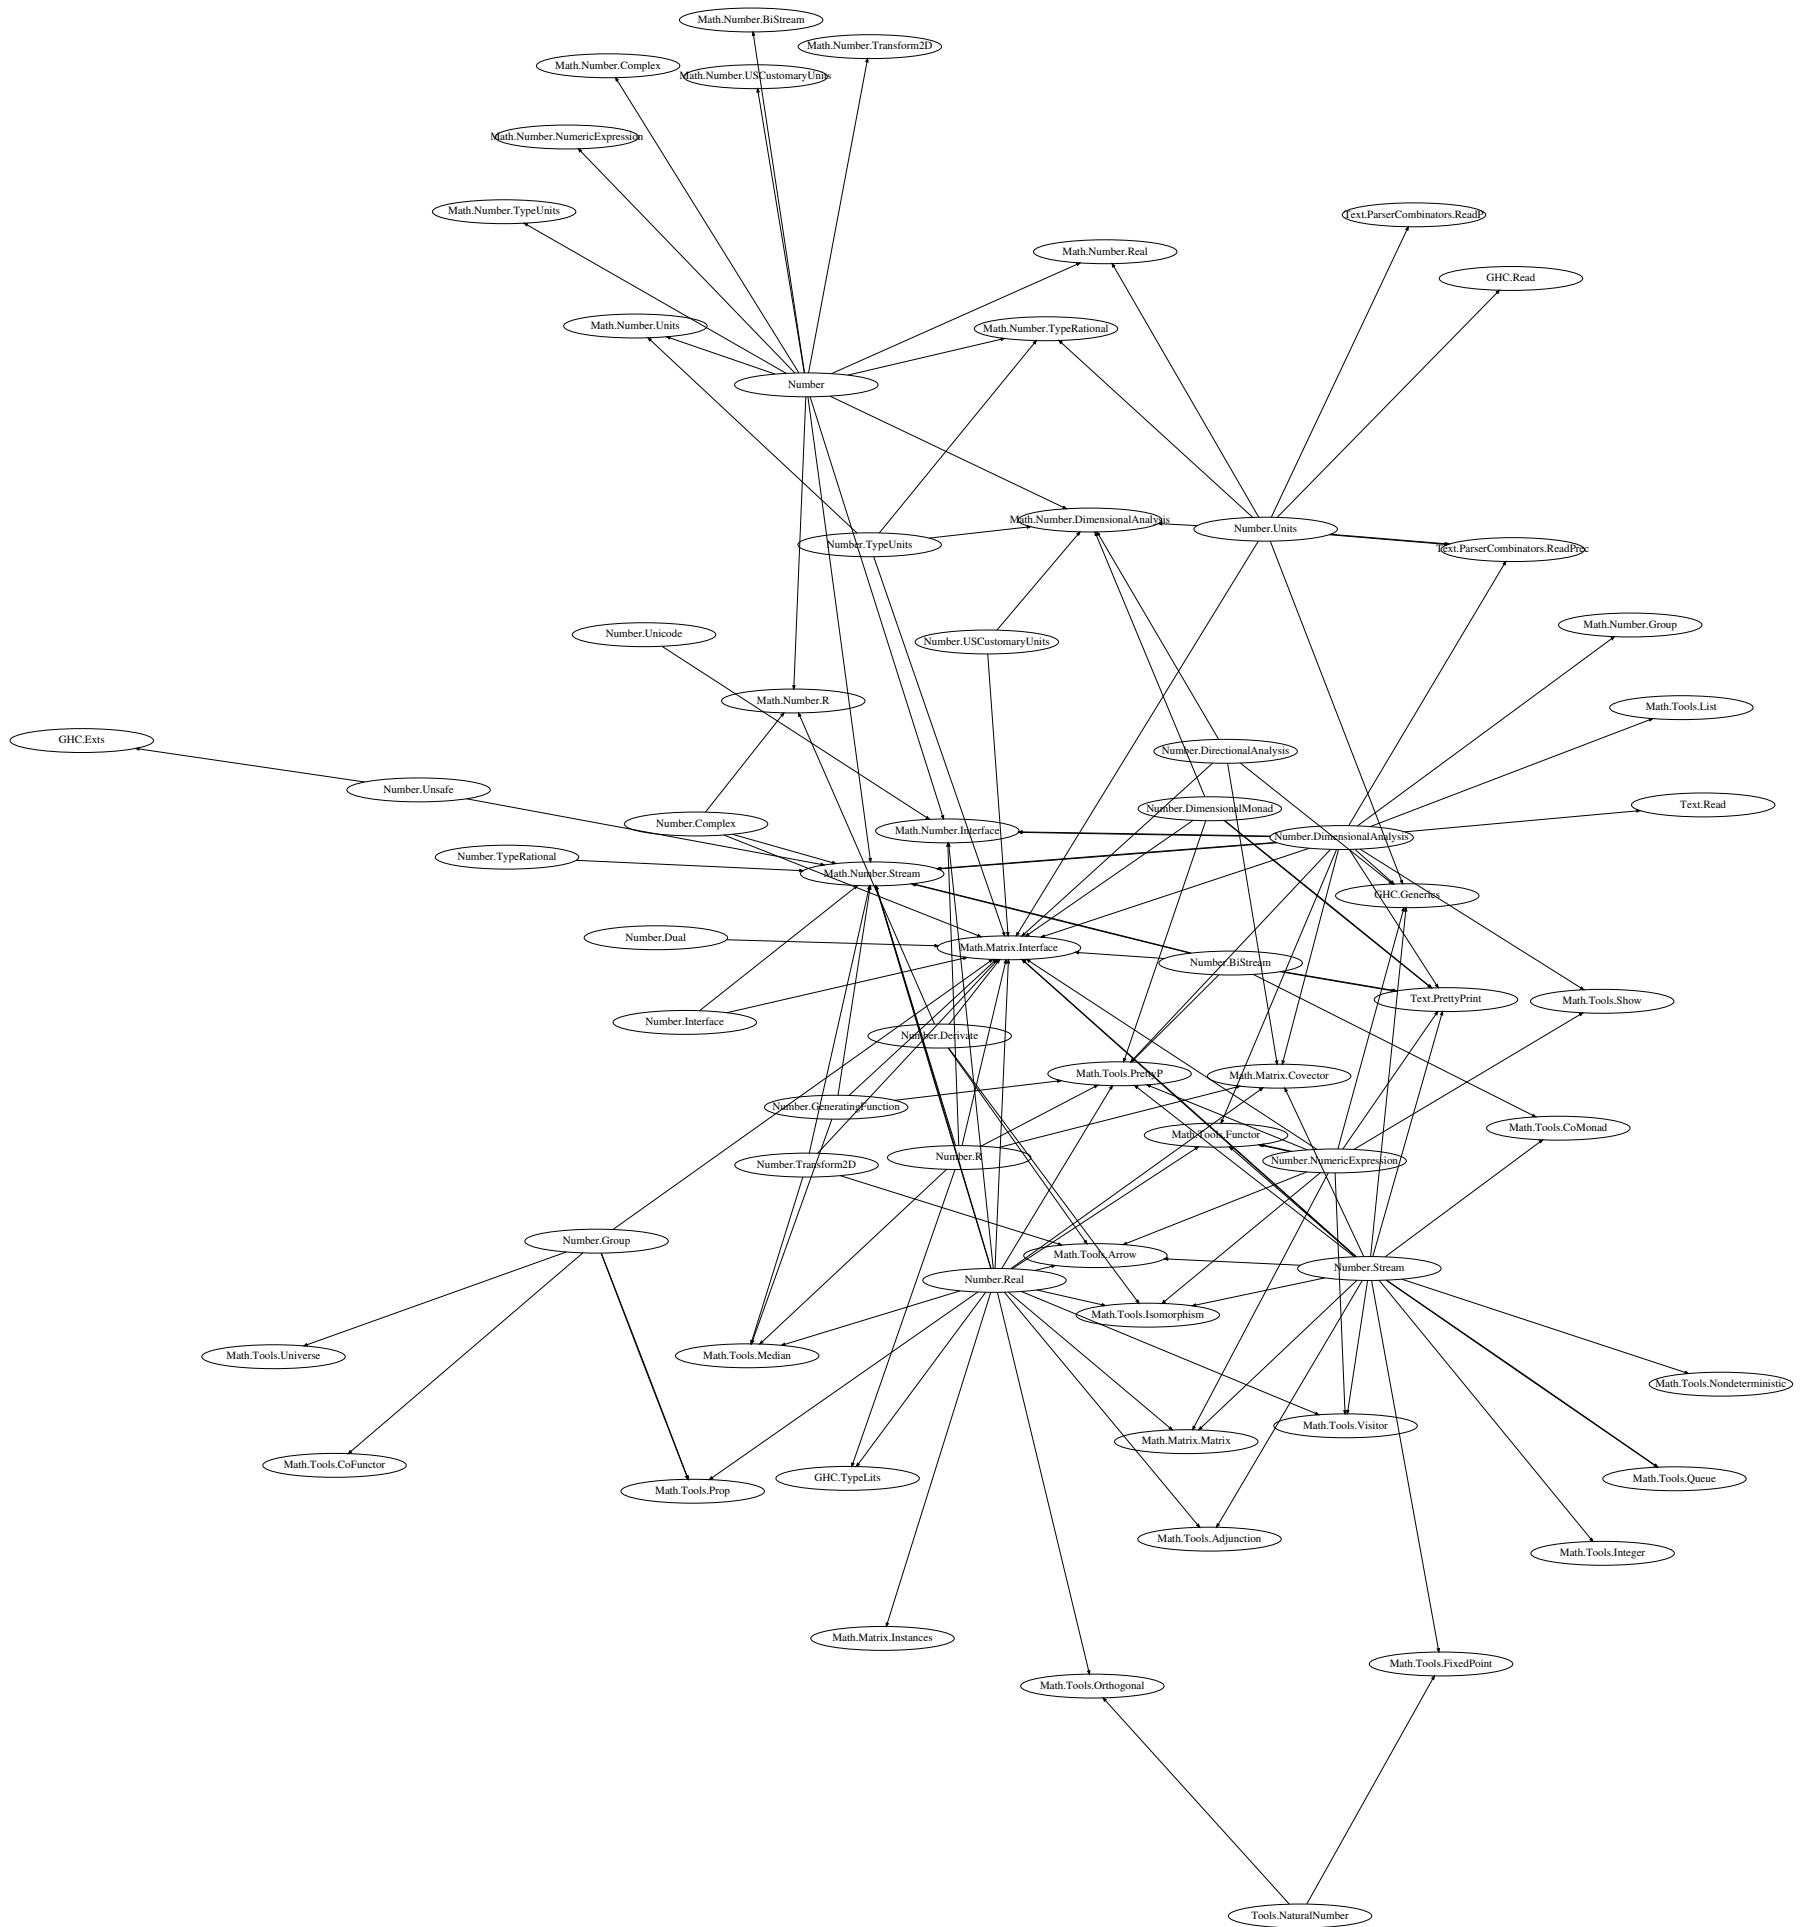 Math.Number.BiStream
Math.Number.Transform2D
Math.Number.Complex
Math.Number.USCustomaryUnits
Math.Number.NumericExpression
Math.Number.TypeUnits
Text.ParserCombinators.ReadP
Math.Number.Real
GHC.Read
Math.Number.Units
Math.Number.TypeRational
Number
Math.Number.DimensionalAnalysis
Number.Units
Number.TypeUnits
Text.ParserCombinators.ReadPrec
Math.Number.Group
Number.Unicode
Number.USCustomaryUnits
Math.Number.R
Math.Tools.List
GHC.Exts
Number.DirectionalAnalysis
Number.Unsafe
Number.DimensionalMonad
Text.Read
Number.Complex
Math.Number.Interface
Number.DimensionalAnalysis
Number.TypeRational
Math.Number.Stream
GHC.Generics
Number.Dual
Math.Matrix.Interface
Number.BiStream
Text.PrettyPrint
Math.Tools.Show
Number.Interface
Number.Derivate
Math.Tools.PrettyP
Math.Matrix.Covector
Number.GeneratingFunction
Math.Tools.CoMonad
Math.Tools.Functor
Number.R
Number.NumericExpression
Number.Transform2D
Number.Group
Math.Tools.Arrow
Number.Stream
Number.Real
Math.Tools.Isomorphism
Math.Tools.Universe
Math.Tools.Median
Math.Tools.Nondeterministic
Math.Tools.Visitor
Math.Matrix.Matrix
Math.Tools.CoFunctor
GHC.TypeLits
Math.Tools.Queue
Math.Tools.Prop
Math.Tools.Adjunction
Math.Tools.Integer
Math.Matrix.Instances
Math.Tools.FixedPoint
Math.Tools.Orthogonal
Tools.NaturalNumber